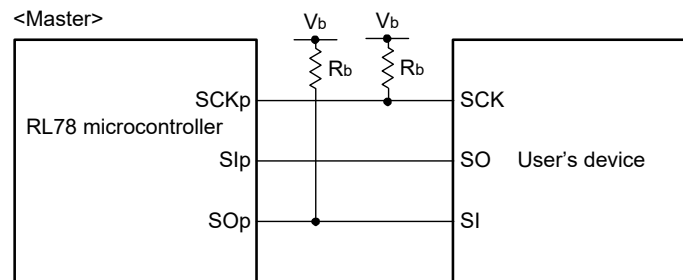 <Master>
Vb Vb
Rb Rb
SCKp SCK
RL78 microcontroller
SIp SO User's device
SOp SI